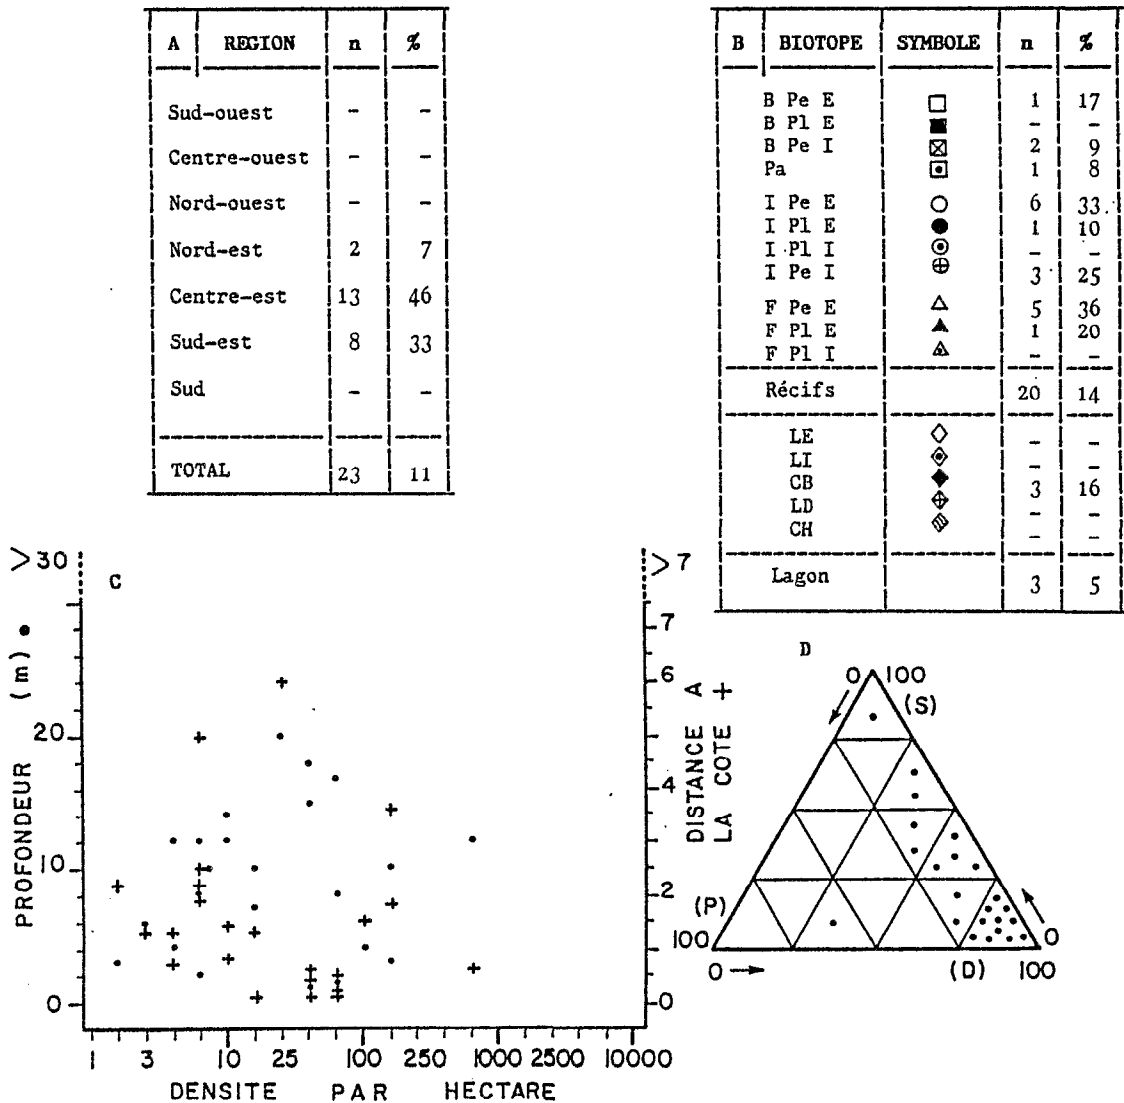 A REGION n %
Sud-ouest - -
Centre-ouest - -
Nord-ouest - -
Nord-est 2 7
Centre-est 13 46
Sud-est 8 33
Sud - -
TOTAL 23 11
B BIOTOPE SYMBOLE n %
B Pe E 1 17
B Pl E - -
B Pe I 2 9
Pa 1 8
I Pe E 6 33
I Pl E 1 10
I Pl I - -
I Pe I 3 25
F Pe E 5 36
F Pl E 1 20
F Pl I - -
Récifs 20 14
LE - -
LI - -
CB 3 16
LD - -
CH - -
Lagon 3 5
C
>30
20
10
0
PROFONDEUR (m)
>7
7
6
4
2
0
DISTANCE A
LA COTE +
1 3 10 25 100 250 1000 2500 10000
DENSITE PAR HECTARE
D
0 100
(S)
(P)
100 0
0 (D) 100